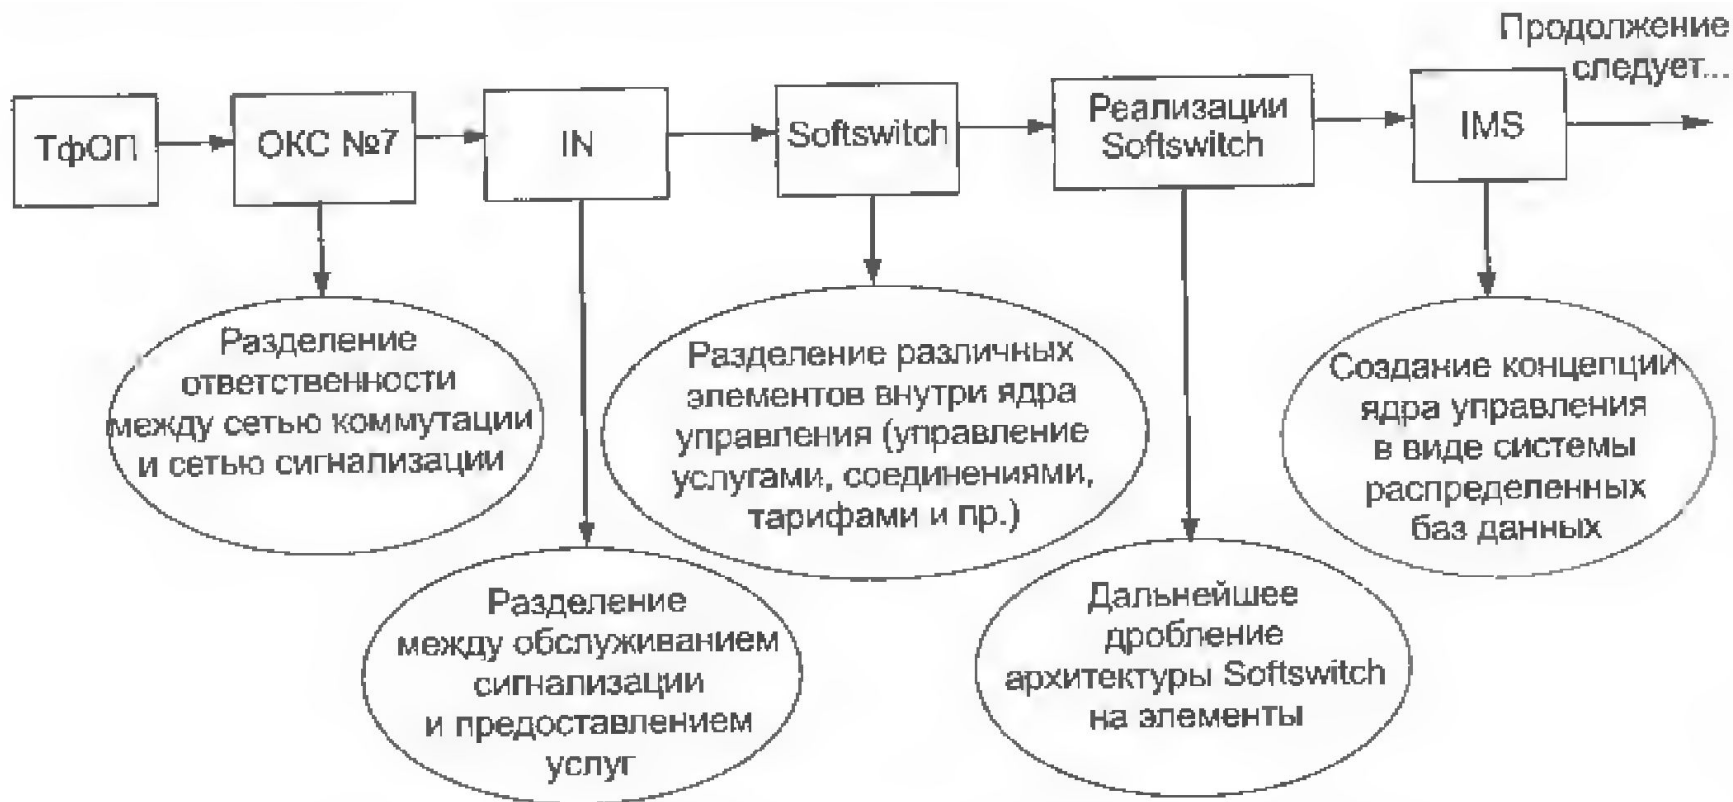 Продолжение
следует...
ТфОП
ОКС №7
IN
Softswitch
Реализации
Softswitch
IMS
Разделение
ответственности
между сетью коммутации
и сетью сигнализации
Разделение
между обслуживанием
сигнализации
и предоставлением
услуг
Разделение различных
элементов внутри ядра
управления (управление
услугами, соединениями,
тарифами и пр.)
Дальнейшее
дробление
архитектуры Softswitch
на элементы
Создание концепции
ядра управления
в виде системы
распределенных
баз данных